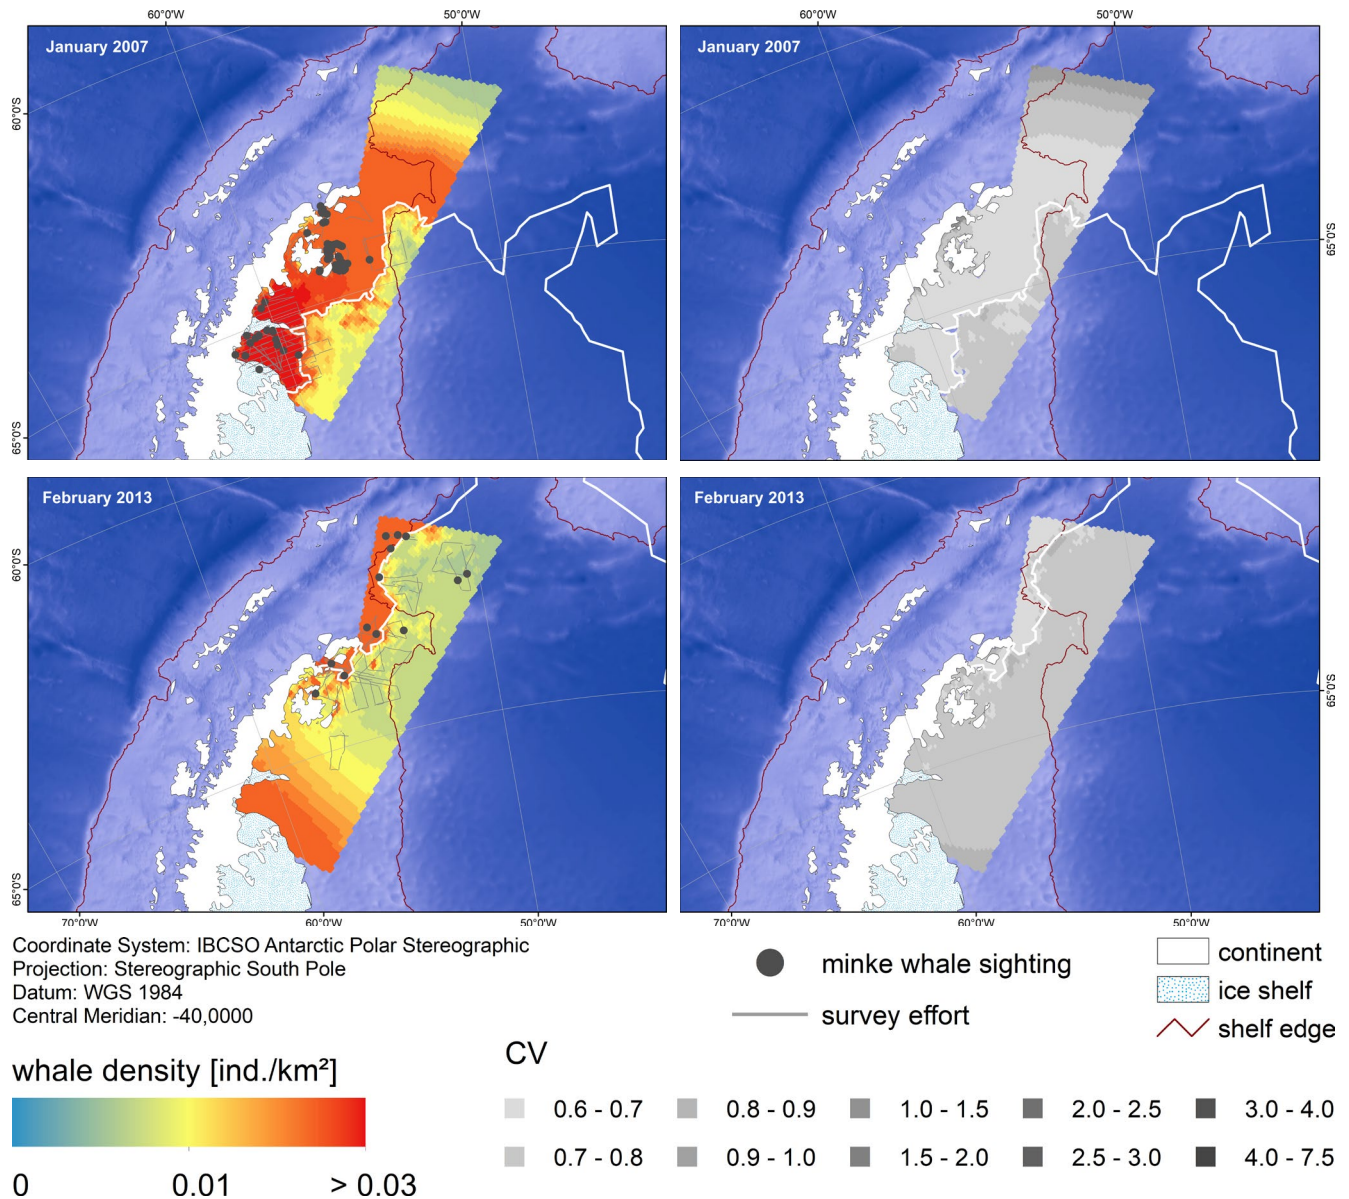 60°0'W
50°0'W
60°0'W
50°0'W
January 2007
January 2007
60°0'S
65°0'S
65°0'S
February 2013
February 2013
60°0'S
65°0'S
65°0'S
70°0'W
60°0'W
50°0'W
70°0'W
60°0'W
50°0'W
Coordinate System: IBCSO Antarctic Polar Stereographic
Projection: Stereographic South Pole
Datum: WGS 1984
Central Meridian: -40,0000
minke whale sighting
survey effort
continent
ice shelf
shelf edge
whale density [ind./km²]
0
0.01
> 0.03
CV
0.6 - 0.7
0.8 - 0.9
1.0 - 1.5
2.0 - 2.5
3.0 - 4.0
0.7 - 0.8
0.9 - 1.0
1.5 - 2.0
2.5 - 3.0
4.0 - 7.5